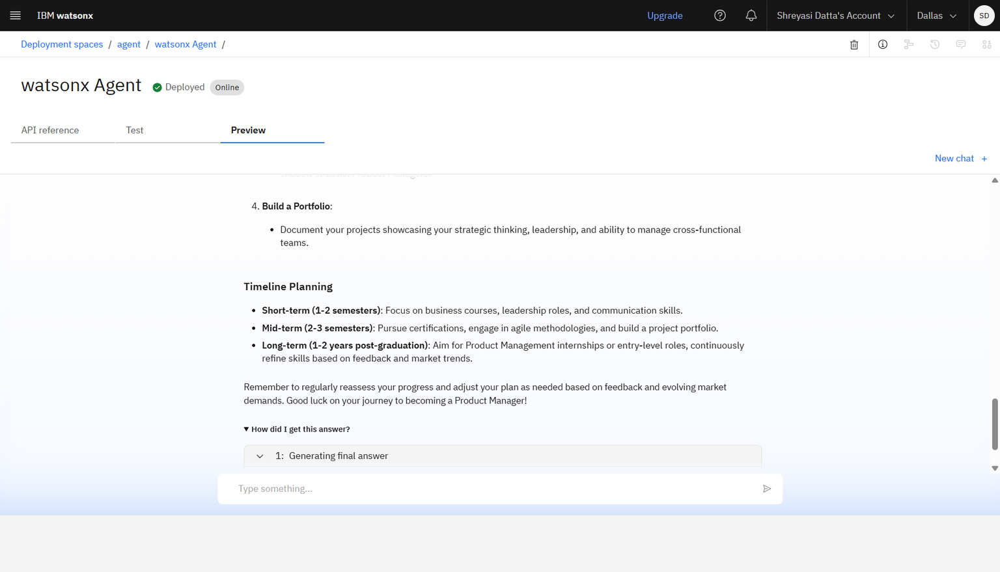 IBM watsonx
Upgrade
Shreyasi Datta's Account
Dallas
SD
Deployment spaces / agent / watsonx Agent /
watsonx Agent
Deployed
Online
API reference
Test
Preview
New chat +
4. Build a Portfolio:
• Document your projects showcasing your strategic thinking, leadership, and ability to manage cross-functional
teams.
Timeline Planning
• Short-term (1-2 semesters): Focus on business courses, leadership roles, and communication skills.
• Mid-term (2-3 semesters): Pursue certifications, engage in agile methodologies, and build a project portfolio.
• Long-term (1-2 years post-graduation): Aim for Product Management internships or entry-level roles, continuously
refine skills based on feedback and market trends.
Remember to regularly reassess your progress and adjust your plan as needed based on feedback and evolving market
demands. Good luck on your journey to becoming a Product Manager!
▼ How did I get this answer?
1: Generating final answer
Type something...